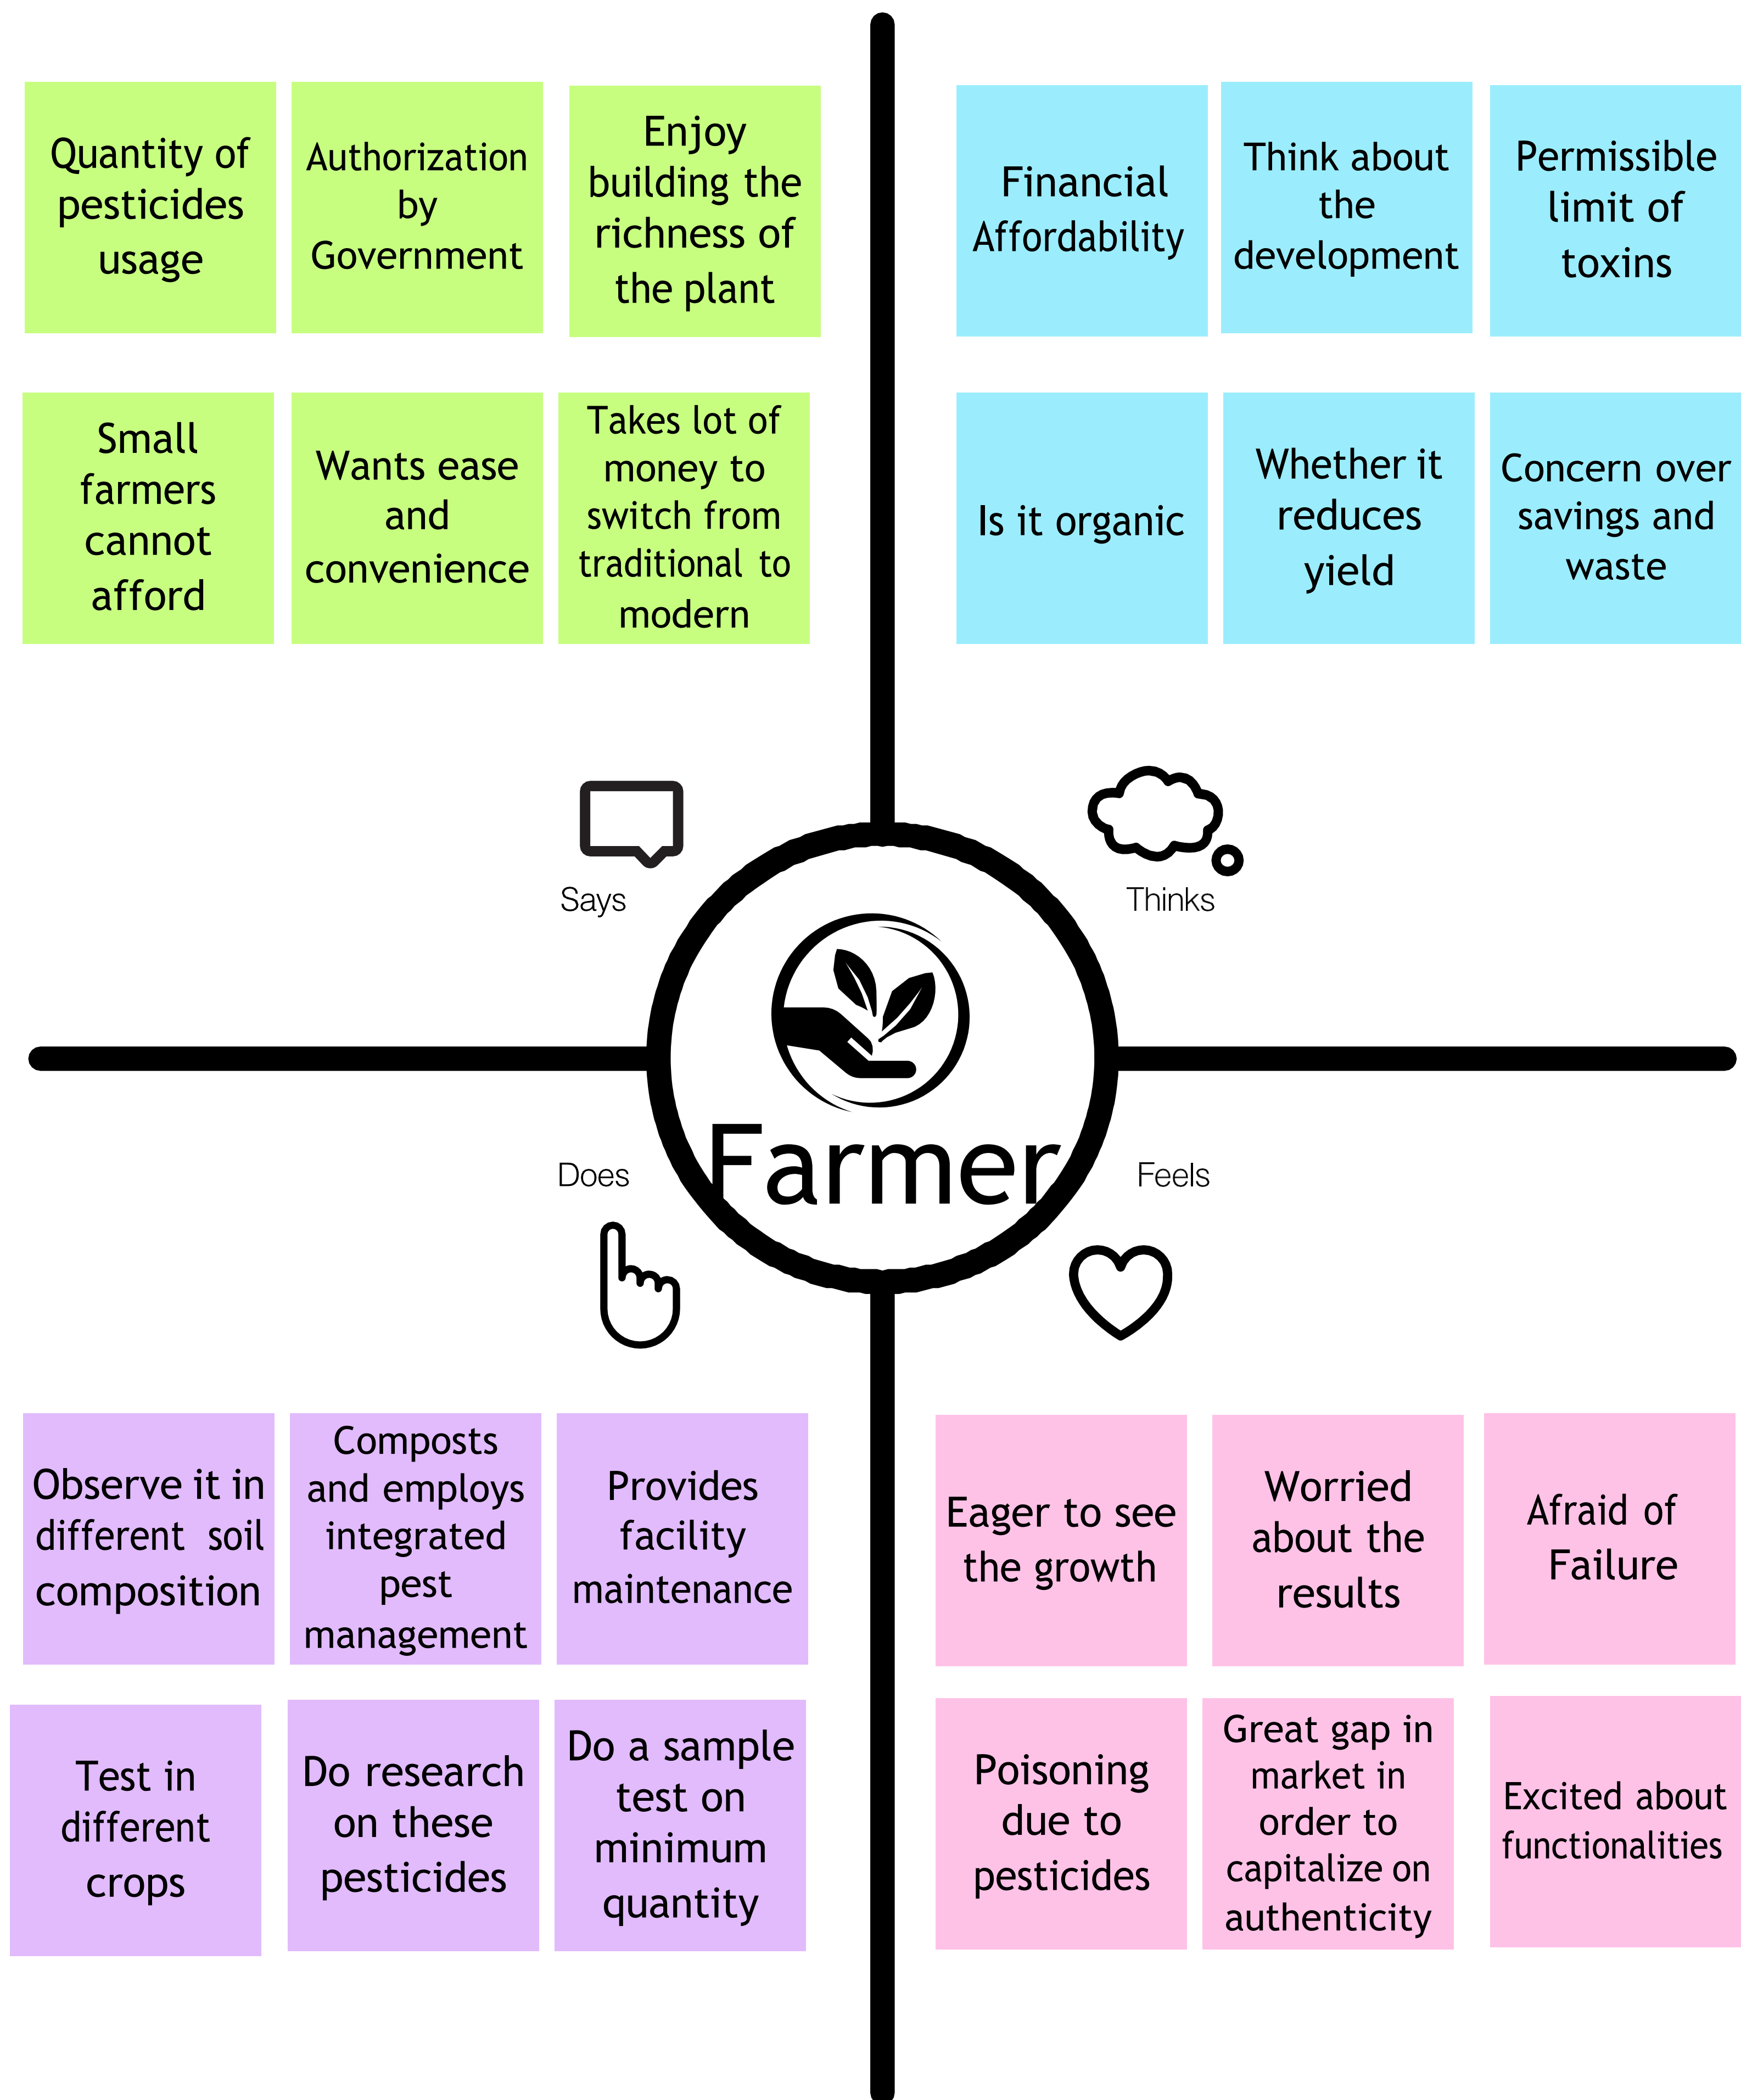 Quantity of
pesticides
usage
Authorization
by
Government
Enjoy
building the
richness of
the plant
Small
farmers
cannot
afford
Wants ease
and
convenience
Takes lot of
money to
switch from
traditional to
modern
Says
Financial
Affordability
Think about
the
development
Permissible
limit of
toxins
Is it organic
Whether it
reduces
yield
Concern over
savings and
waste
Thinks
Farmer
Does
Observe it in
different soil
composition
Composts
and employs
integrated
pest
management
Provides
facility
maintenance
Test in
different
crops
Do research
on these
pesticides
Do a sample
test on
minimum
quantity
Feels
Eager to see
the growth
Worried
about the
results
Afraid of
Failure
Poisoning
due to
pesticides
Great gap in
market in
order to
capitalize on
authenticity
Excited about
functionalities